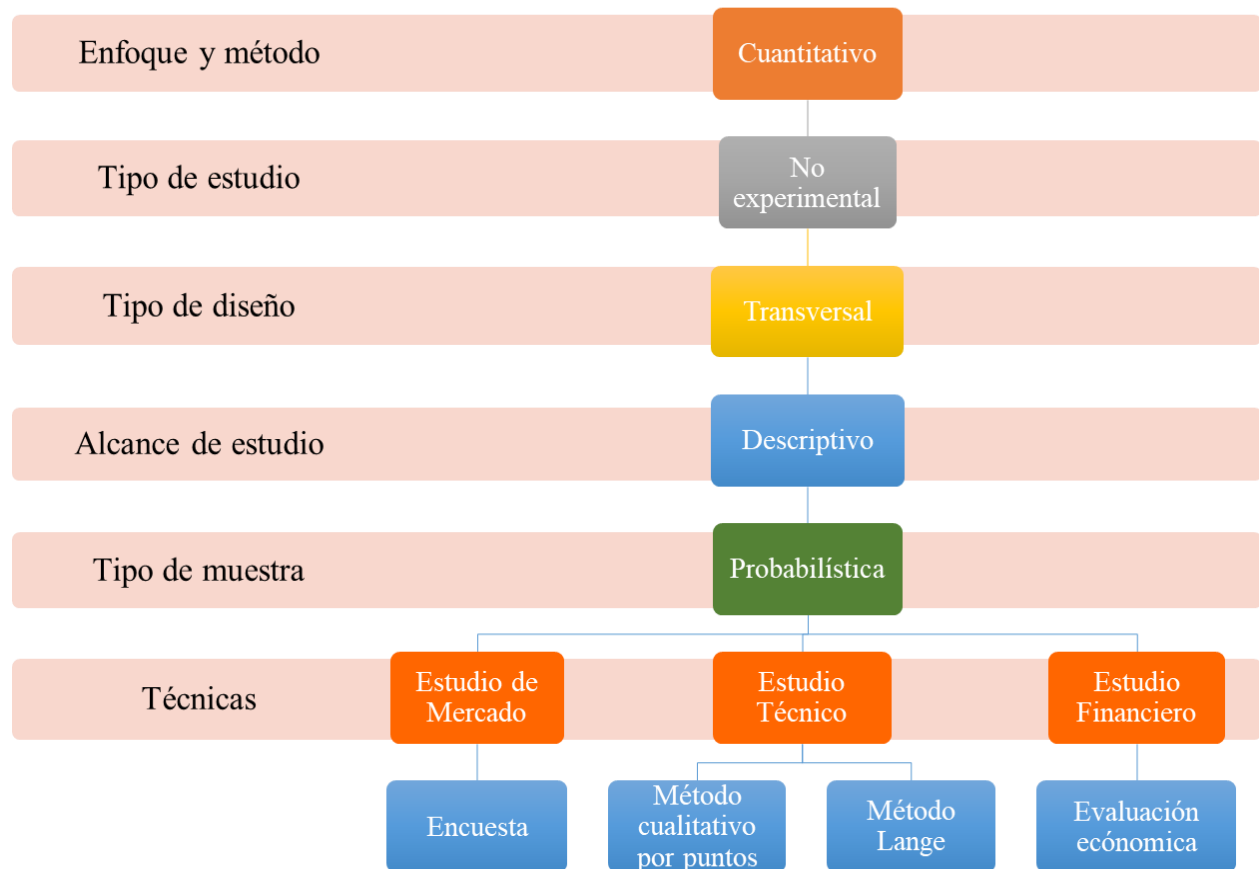 Enfoque y método
Cuantitativo
Tipo de estudio
No
experimental
Tipo de diseño
Transversal
Alcance de estudio
Descriptivo
Tipo de muestra
Probabilística
Técnicas
Estudio de
Mercado
Estudio
Técnico
Estudio
Financiero
Encuesta
Método
cualitativo
por puntos
Método
Lange
Evaluación
ecónomica